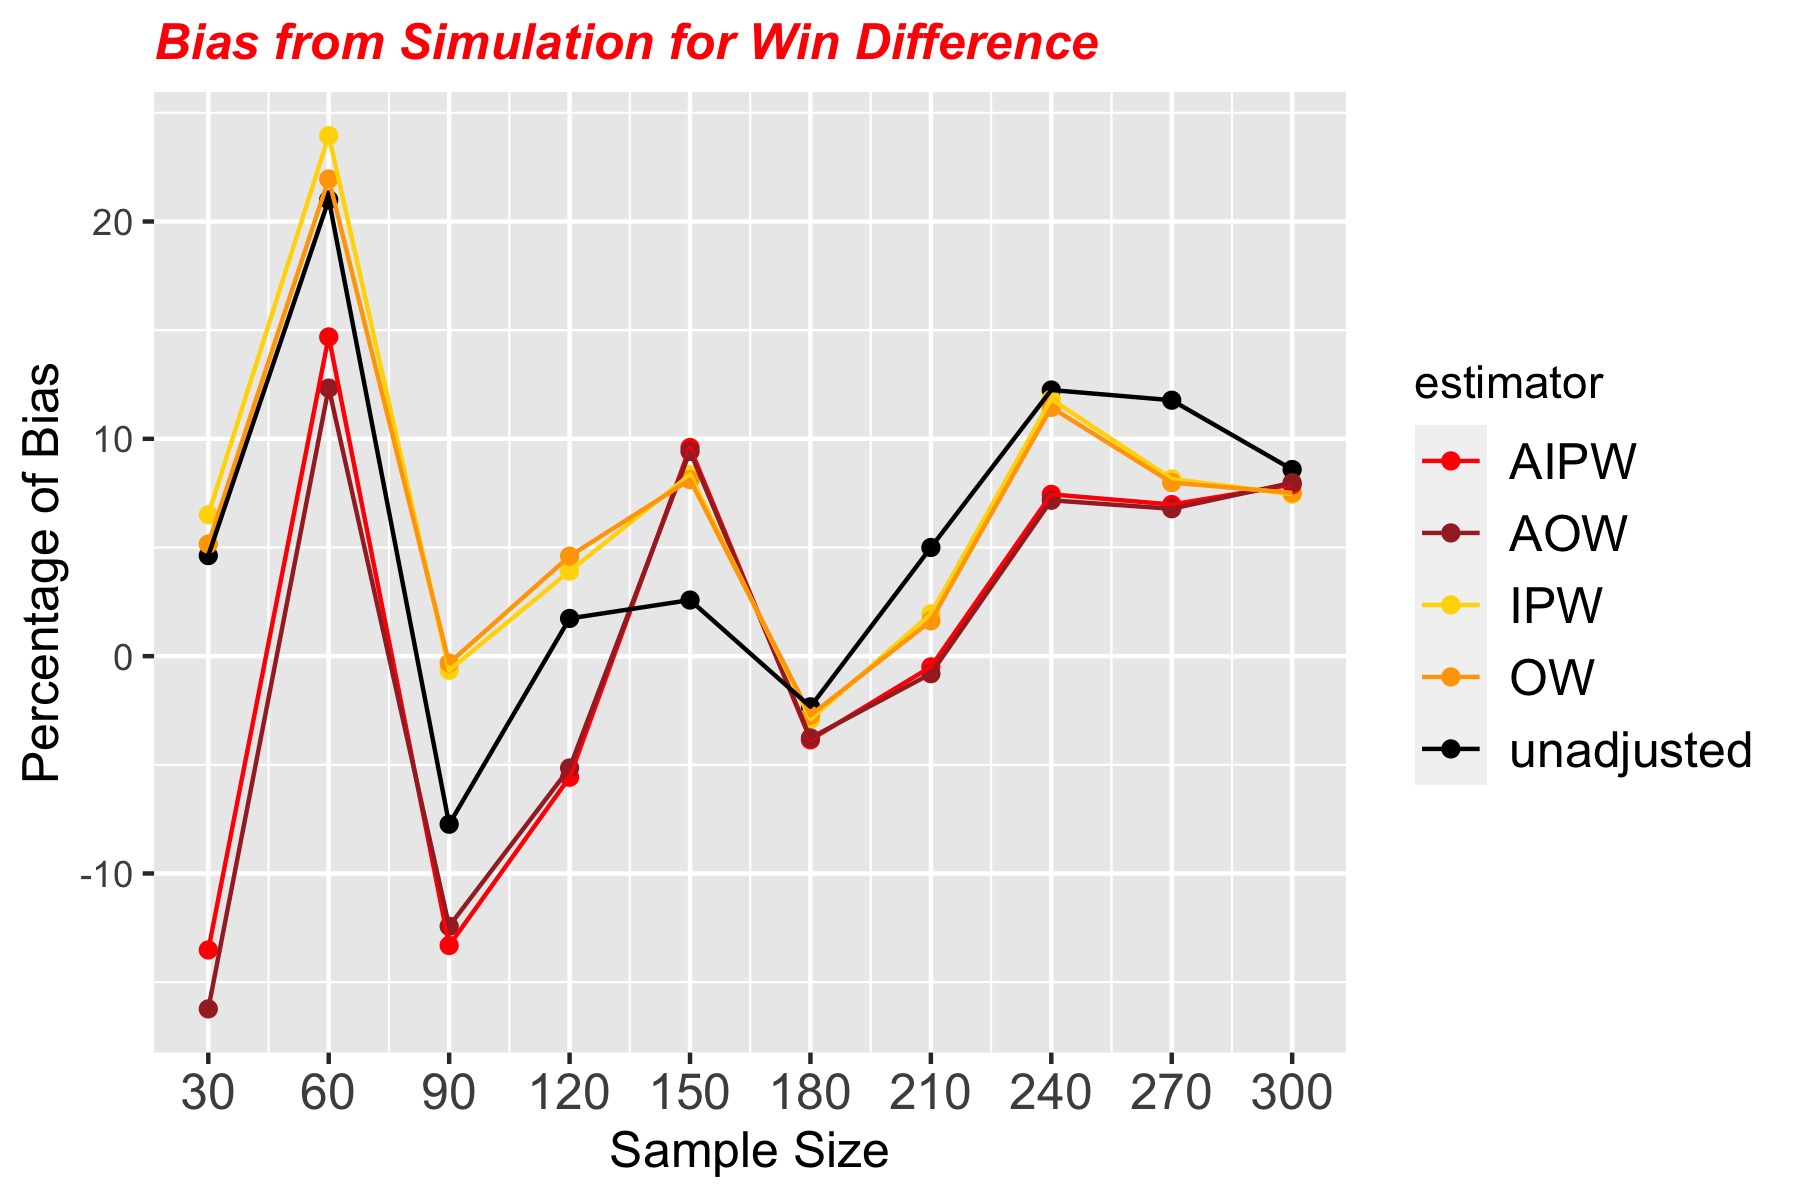 Bias from Simulation for Win Difference
Percentage of Bias
20
10
0
-10
30 60 90 120 150 180 210 240 270 300
Sample Size
estimator
AIPW
AOW
IPW
OW
unadjusted